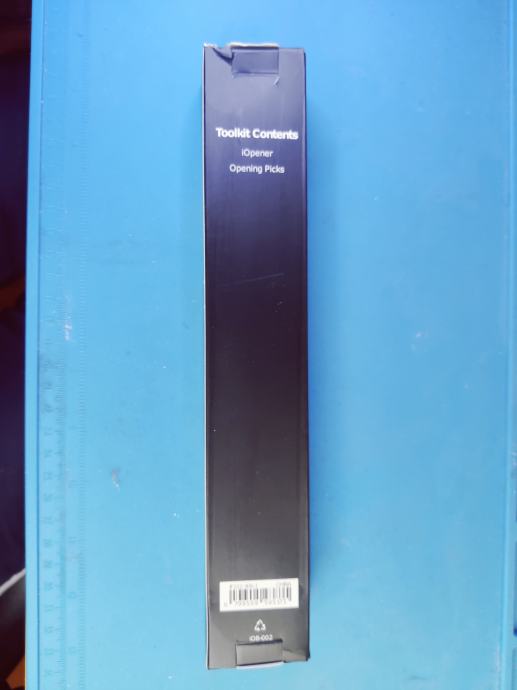 Toolkit Contents
iOpener
Opening Picks
iOB-002